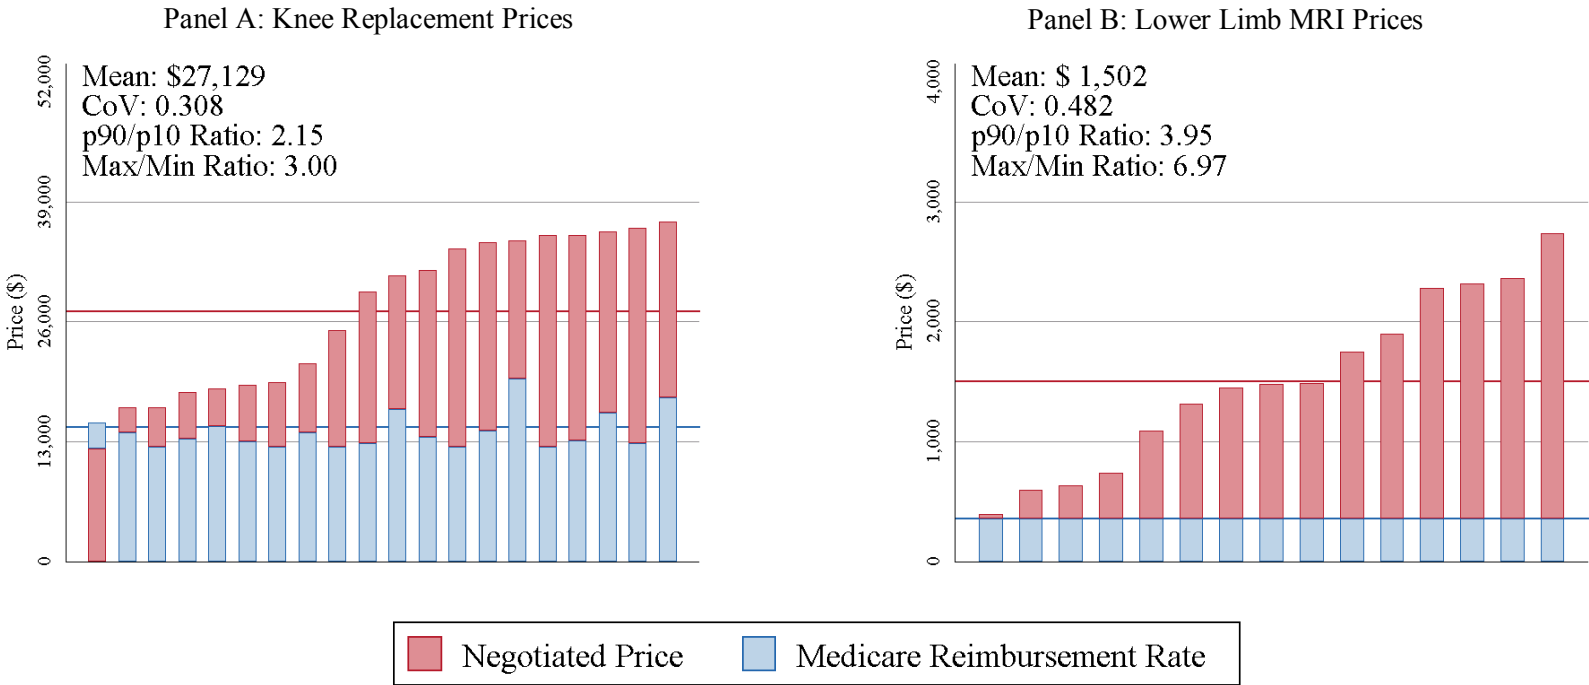 Panel A: Knee Replacement Prices
Mean: $27,129
CoV: 0.308
p90/p10 Ratio: 2.15
Max/Min Ratio: 3.00
Price ($)
52,000
39,000
26,000
13,000
0
Panel B: Lower Limb MRI Prices
Mean: $ 1,502
CoV: 0.482
p90/p10 Ratio: 3.95
Max/Min Ratio: 6.97
Price ($)
4,000
3,000
2,000
1,000
0
Negotiated Price
Medicare Reimbursement Rate